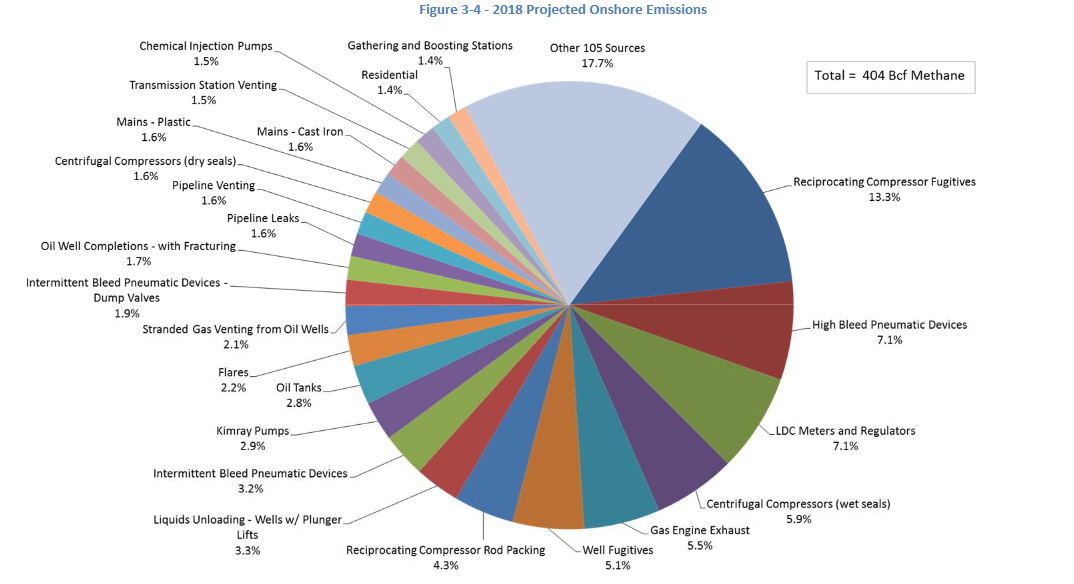 Figure 3-4 - 2018 Projected Onshore Emissions
Total = 404 Bcf Methane
Other 105 Sources
17.7%
Reciprocating Compressor Fugitives
13.3%
High Bleed Pneumatic Devices
7.1%
LDC Meters and Regulators
7.1%
Centrifugal Compressors (wet seals)
5.9%
Gas Engine Exhaust
5.5%
Well Fugitives
5.1%
Reciprocating Compressor Rod Packing
4.3%
Liquids Unloading - Wells w/ Plunger
Lifts
3.3%
Intermittent Bleed Pneumatic Devices
3.2%
Kimray Pumps
2.9%
Oil Tanks
2.8%
Flares
2.2%
Stranded Gas Venting from Oil Wells
2.1%
Intermittent Bleed Pneumatic Devices -
Dump Valves
1.9%
Oil Well Completions - with Fracturing
1.7%
Pipeline Leaks
1.6%
Pipeline Venting
1.6%
Centrifugal Compressors (dry seals)
1.6%
Mains - Plastic
1.6%
Mains - Cast Iron
1.6%
Transmission Station Venting
1.5%
Chemical Injection Pumps
1.5%
Residential
1.4%
Gathering and Boosting Stations
1.4%